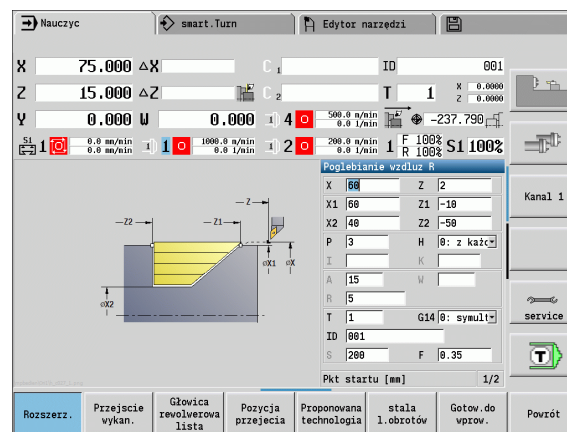 Nauczyc smart.Turn Edytor narzędzi
X 75.000 △X C 1 ID 001
Z 15.000 △Z C 2 T 1 X 0.0000 Z 0.0000
Y 0.000 U 0.000 4 500.0 m/min 0.0 1/min -237.790
S1 1 0.0 mm/min 0.0 mm/min 1 1000.0 m/min 0.0 1/min 2 200.0 m/min 0.0 1/min 1 F 100% R 100% S1 100%
Poglebianie wzdluz R
X 60 Z 2
X1 60 Z1 -10
X2 40 Z2 -50
P 3 H 0: z każc
I K
A 15 W
R 5
T 1 G14 0: symult
ID 001
S 200 F 0.35
Pkt startu [mm] 1/2
Z
Z2 Z1
øX1 øX
øX2
Kanal 1
service
T
Rozszerz.
Przejscie wykan.
Głowica rewolwerowa lista
Pozycja przejecia
Proponowana technologia
stala l.obrotów
Gotow.do wprov.
Powrót